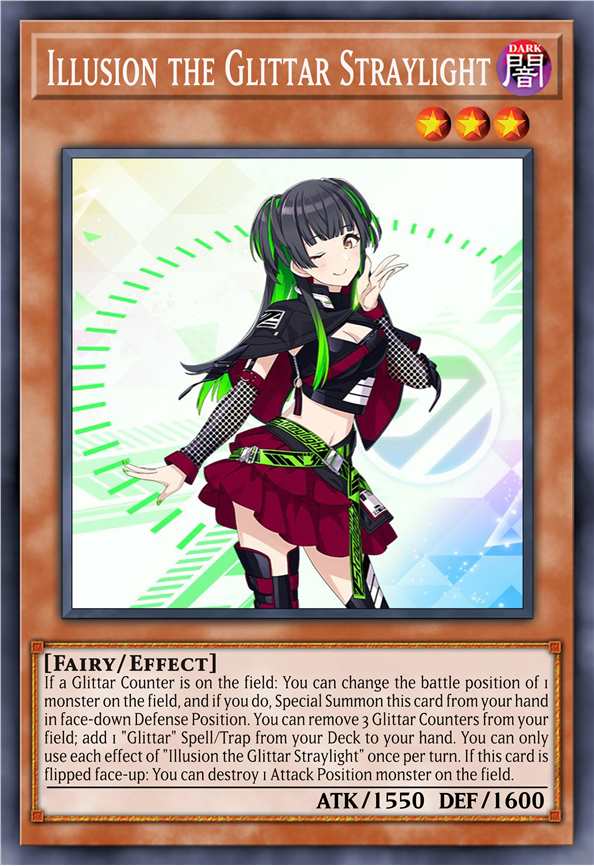 Illusion the Glittar Straylight
DARK
闇
[Fairy/Effect]
If a Glittar Counter is on the field: You can change the battle position of 1
monster on the field, and if you do, Special Summon this card from your hand
in face-down Defense Position. You can remove 3 Glittar Counters from your
field; add 1 "Glittar" Spell/Trap from your Deck to your hand. You can only
use each effect of "Illusion the Glittar Straylight" once per turn. If this card is
flipped face-up: You can destroy 1 Attack Position monster on the field.
ATK/1550 DEF/1600